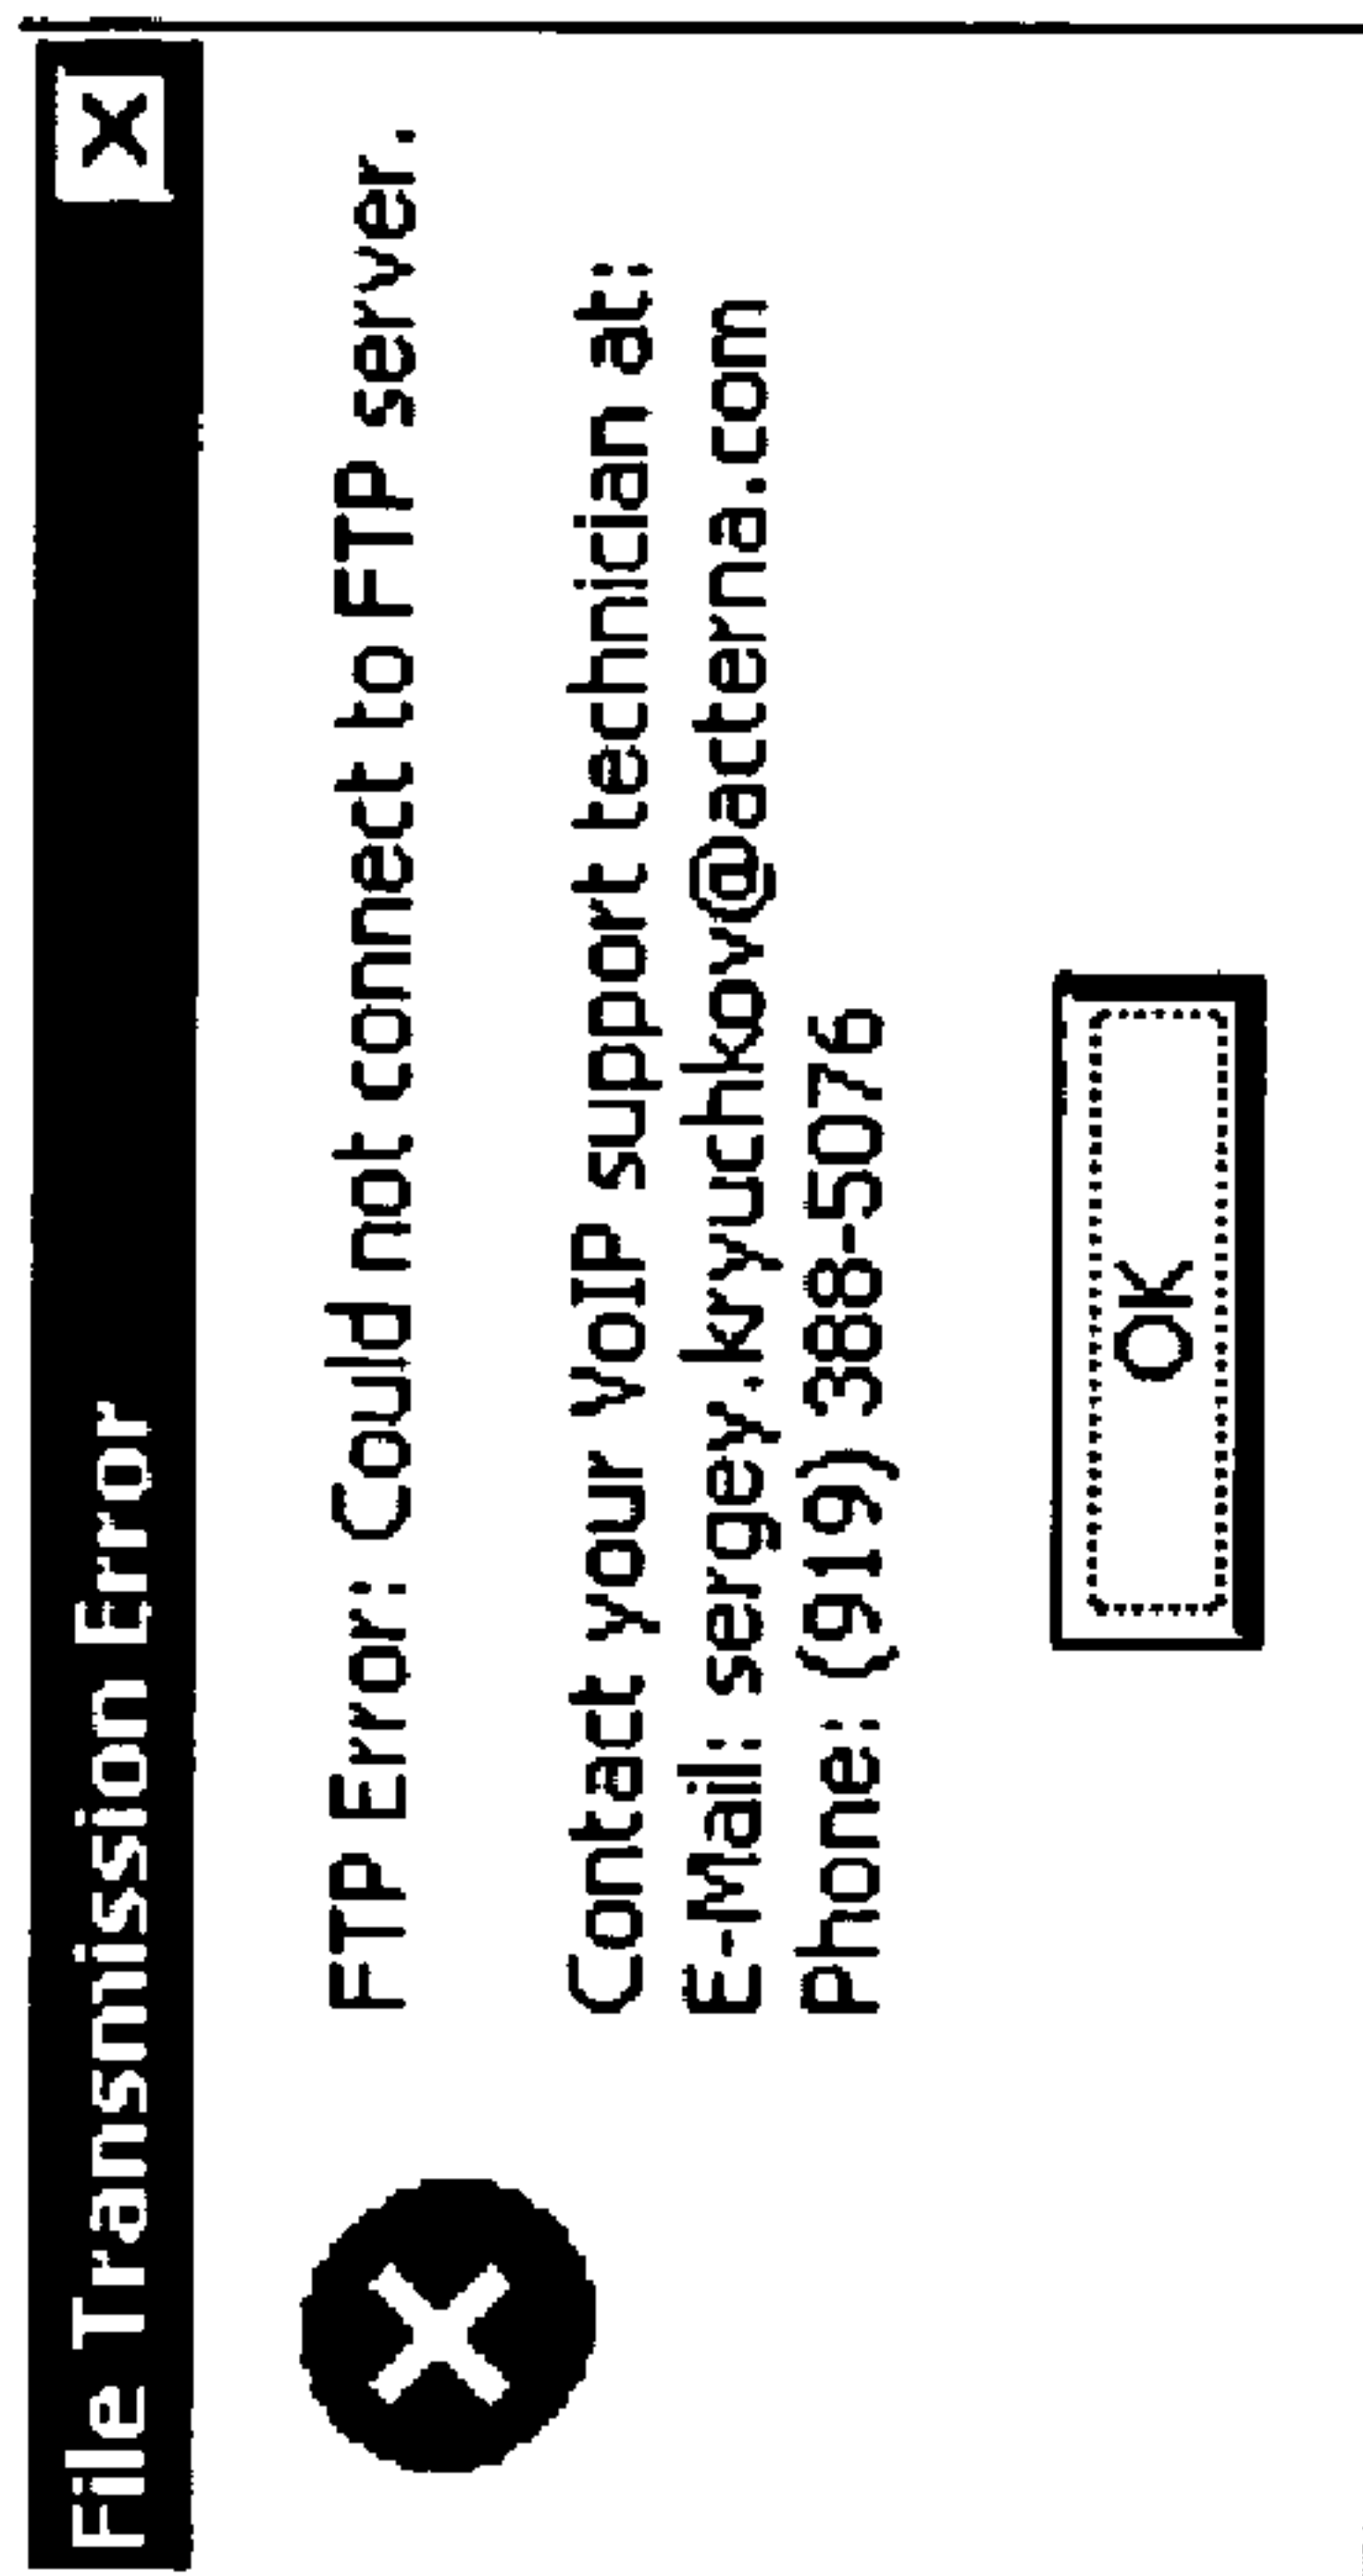 File Transmission Error
FTP Error: Could not connect to FTP server.
Contact your VoIP support technician at:
E-Mail: sergey.kryuchkov@acterna.com
Phone: (919) 388-5076
OK